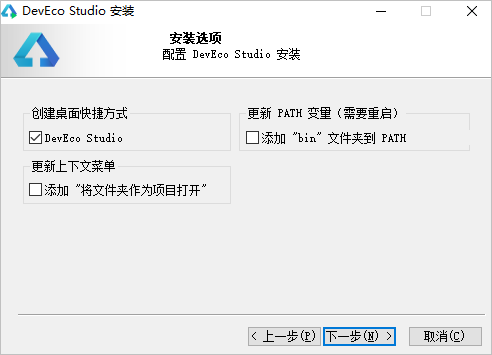 DevEco Studio 安装
安装选项
配置 DevEco Studio 安装
创建桌面快捷方式
DevEco Studio
更新 PATH 变量(需要重启)
添加 "bin" 文件夹到 PATH
更新上下文菜单
添加 "将文件夹作为项目打开"
< 上一步(P)
下一步(N) >
取消(C)